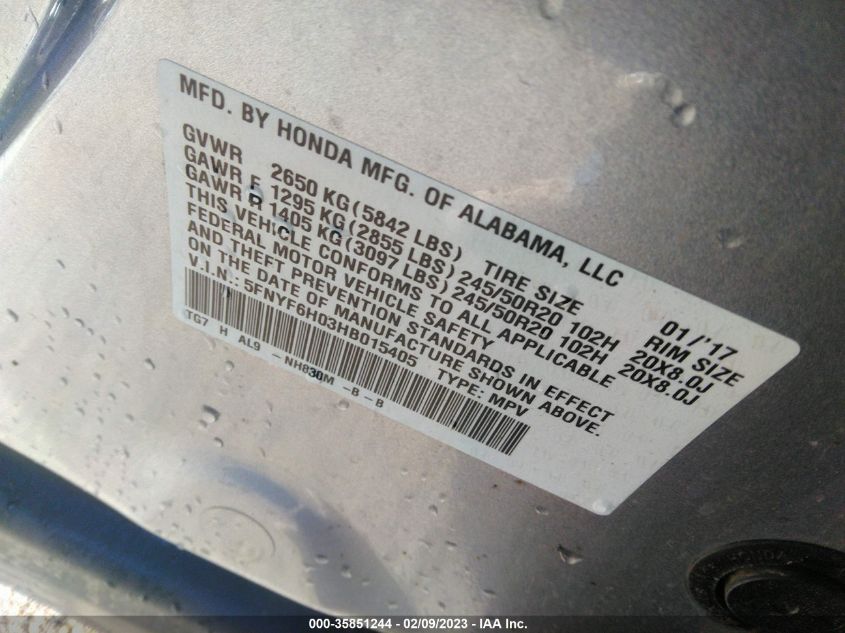 MFD. BY HONDA MFG. OF ALABAMA, LLC 01/'17
GVWR 2650 KG (5842 LBS) TIRE SIZE RIM SIZE
GAWR F 1295 KG (2855 LBS) 245/50R20 102H 20X8.0J
GAWR R 1405 KG (3097 LBS) 245/50R20 102H 20X8.0J
THIS VEHICLE CONFORMS TO ALL APPLICABLE
FEDERAL MOTOR VEHICLE SAFETY
AND THEFT PREVENTION STANDARDS IN EFFECT
ON THE DATE OF MANUFACTURE SHOWN ABOVE.
V.I.N.: 5FNYF6H03HB015405 TYPE: MPV
TG7 H AL9 - NH830M -B-B
HONDA
000-35851244 - 02/09/2023 - IAA Inc.